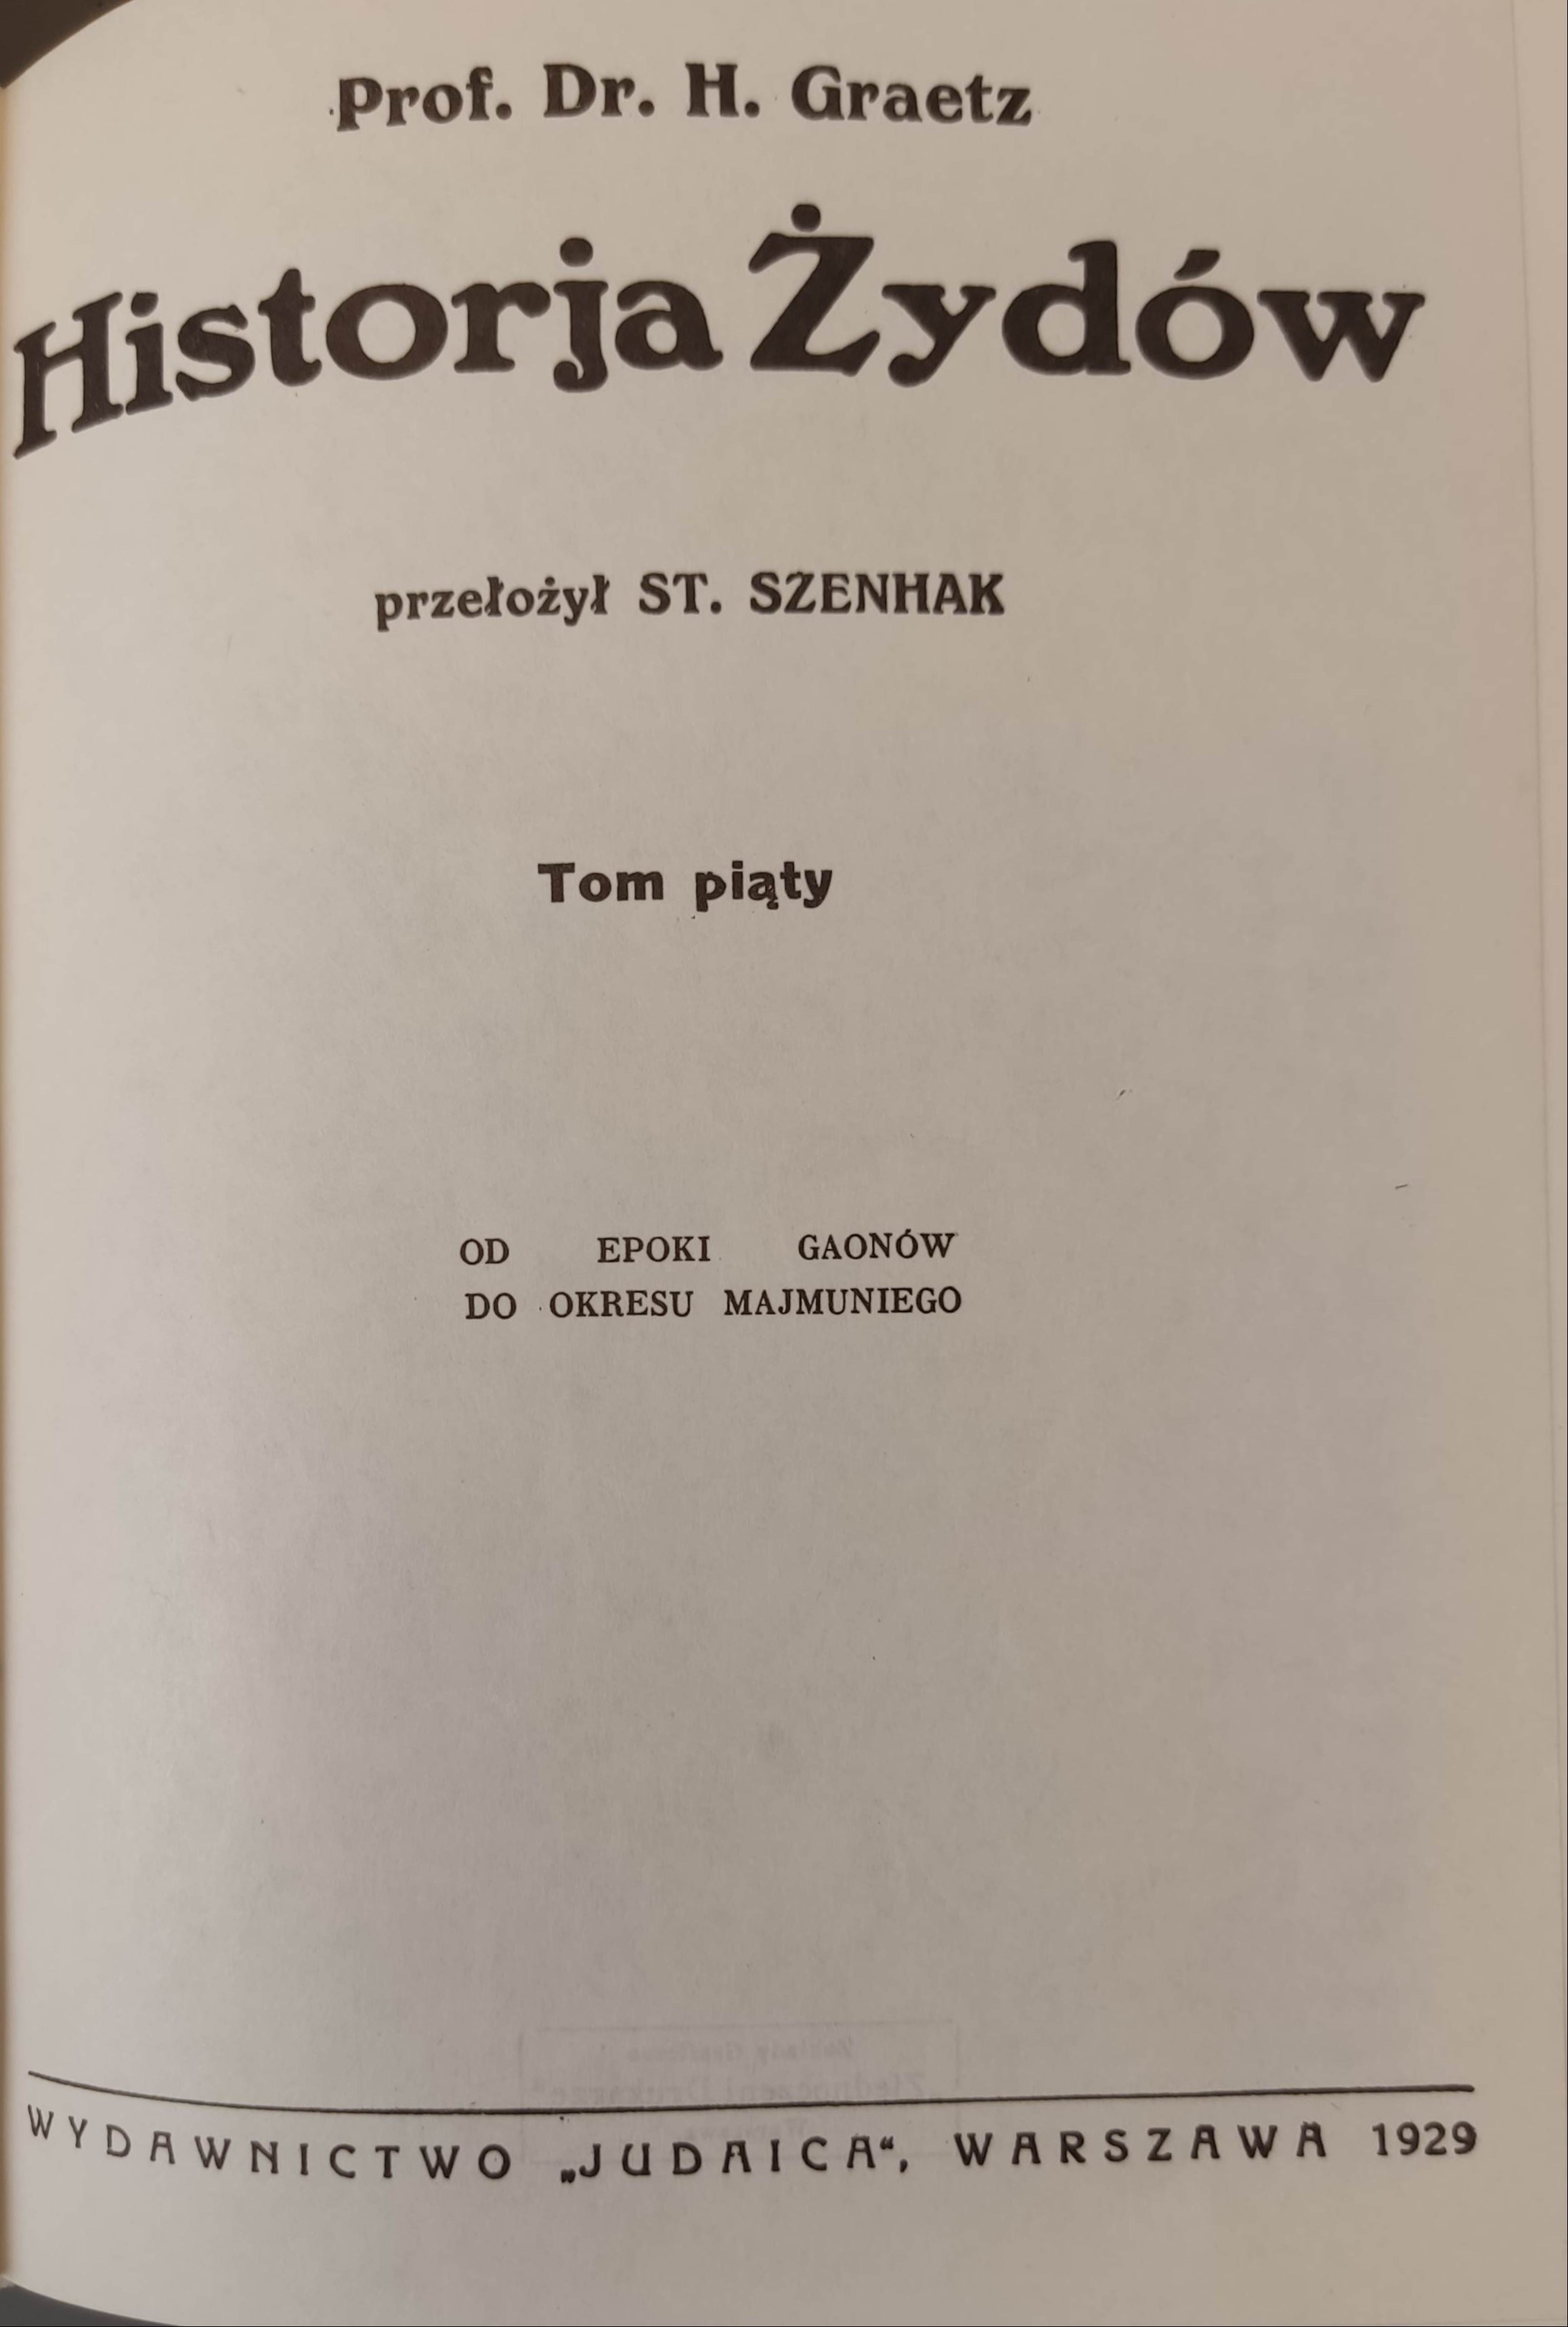 Prof. Dr. H. Graetz
Historja Żydów
przełożył ST. SZENHAK
Tom piąty
OD EPOKI GAONÓW
DO OKRESU MAJMUNIEGO
WYDAWNICTWO „JUDAICA“, WARSZAWA 1929